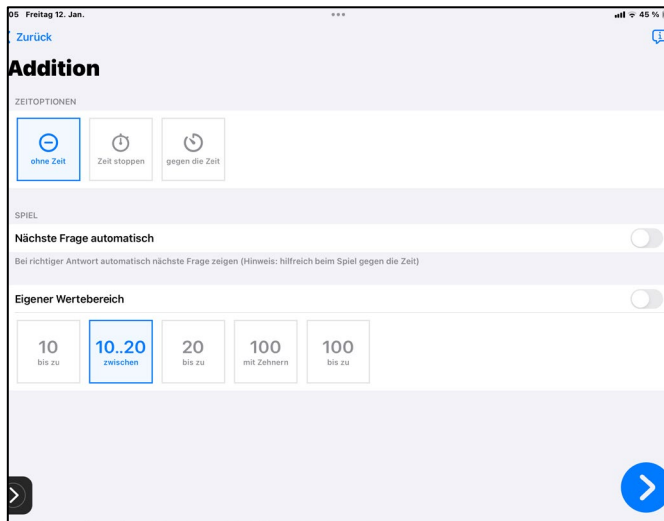 05 Freitag 12. Jan.
45 %
Zurück
Addition
ZEITOPTIONEN
ohne Zeit
Zeit stoppen
gegen die Zeit
SPIEL
Nächste Frage automatisch
Bei richtiger Antwort automatisch nächste Frage zeigen (Hinweis: hilfreich beim Spiel gegen die Zeit)
Eigener Wertebereich
10
bis zu
10..20
zwischen
20
bis zu
100
mit Zehnern
100
bis zu